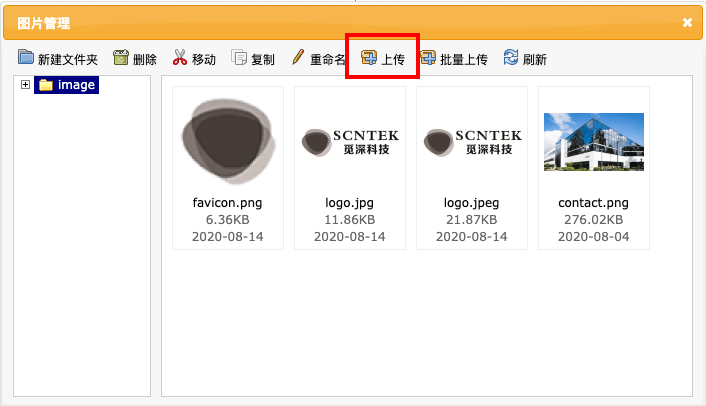 图片管理
新建文件夹 删除 移动 复制 重命名 上传 批量上传 刷新
image
SCNTEK
觅深科技
SCNTEK
觅深科技
favicon.png logo.jpg logo.jpeg contact.png
6.36KB 11.86KB 21.87KB 276.02KB
2020-08-14 2020-08-14 2020-08-14 2020-08-04